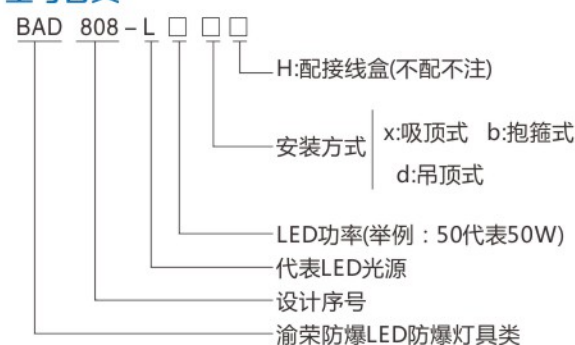 BAD 808-L□ □ □
H:配接线盒(不配不注)
安装方式
x:吸顶式 b:抱箍式
d:吊顶式
LED功率(举例：50代表50W)
代表LED光源
设计序号
渝荣防爆LED防爆灯具类